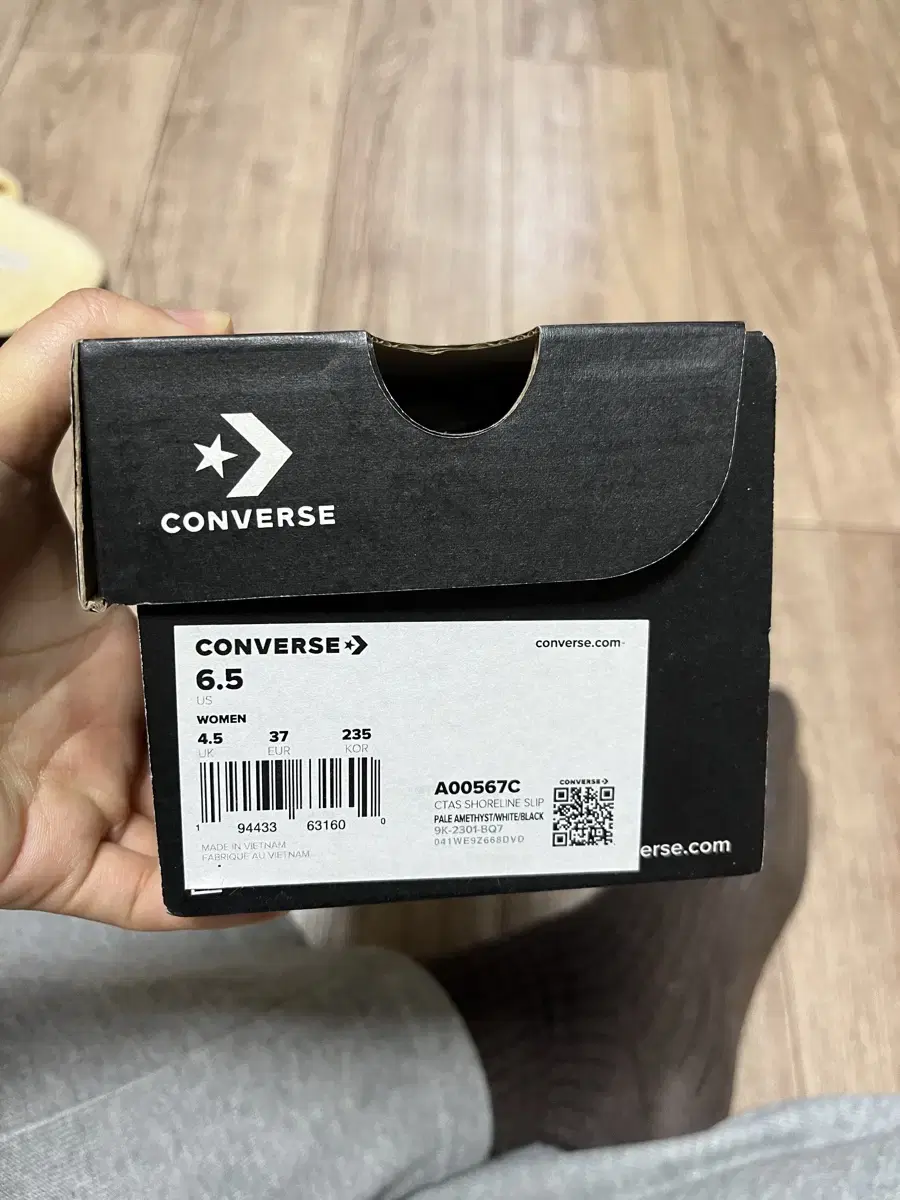 CONVERSE
CONVERSE
converse.com
6.5
US
WOMEN
4.5 37 235
UK EUR KOR
1 94433 63160 0
MADE IN VIETNAM
FABRIQUE AU VIETNAM
A00567C
CTAS SHORELINE SLIP
PALE AMETHYST/WHITE/BLACK
9K-2301-BQ7
041WE9Z668DVD
CONVERSE
erse.com